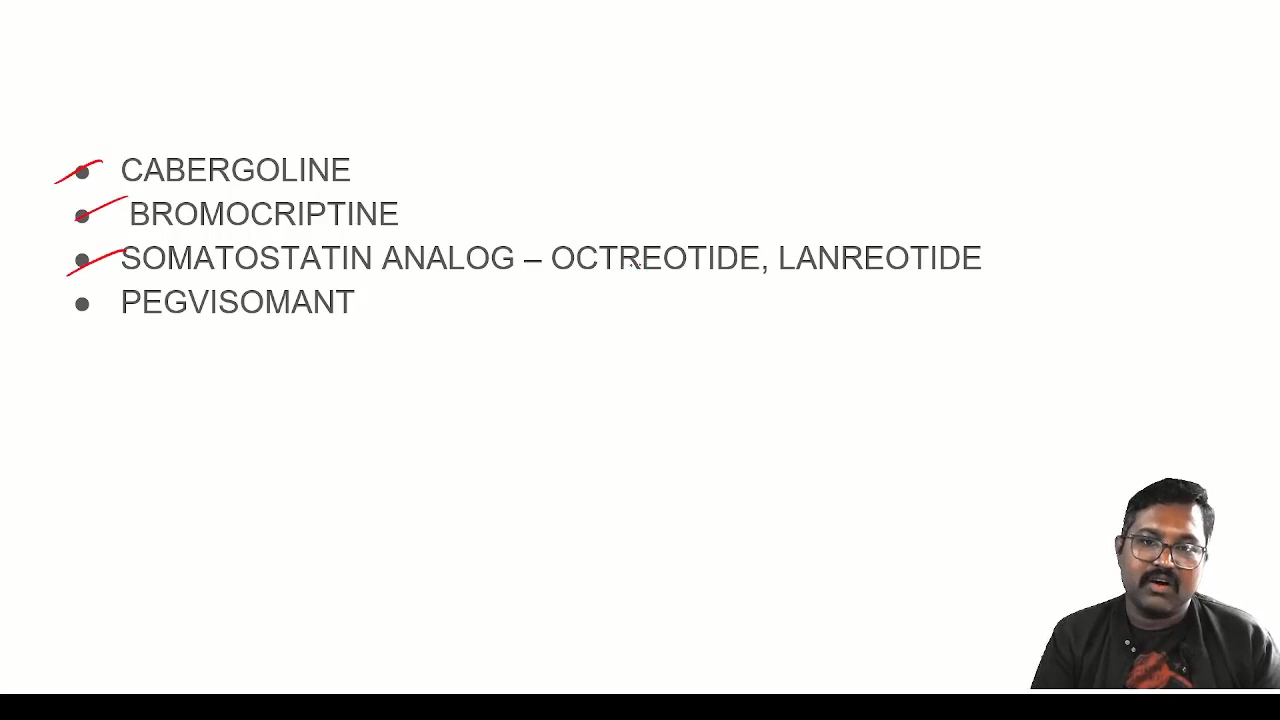 ● CABERGOLINE
● BROMOCRIPTINE
● SOMATOSTATIN ANALOG – OCTREOTIDE, LANREOTIDE
● PEGVISOMANT